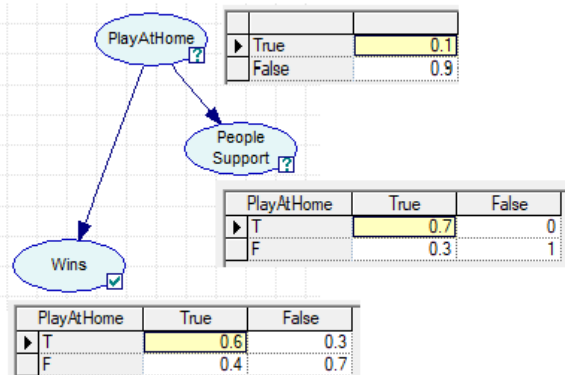 PlayAtHome
?
True 0.1
False 0.9
People
Support ?
PlayAtHome True False
T 0.7 0
F 0.3 1
Wins
PlayAtHome True False
T 0.6 0.3
F 0.4 0.7